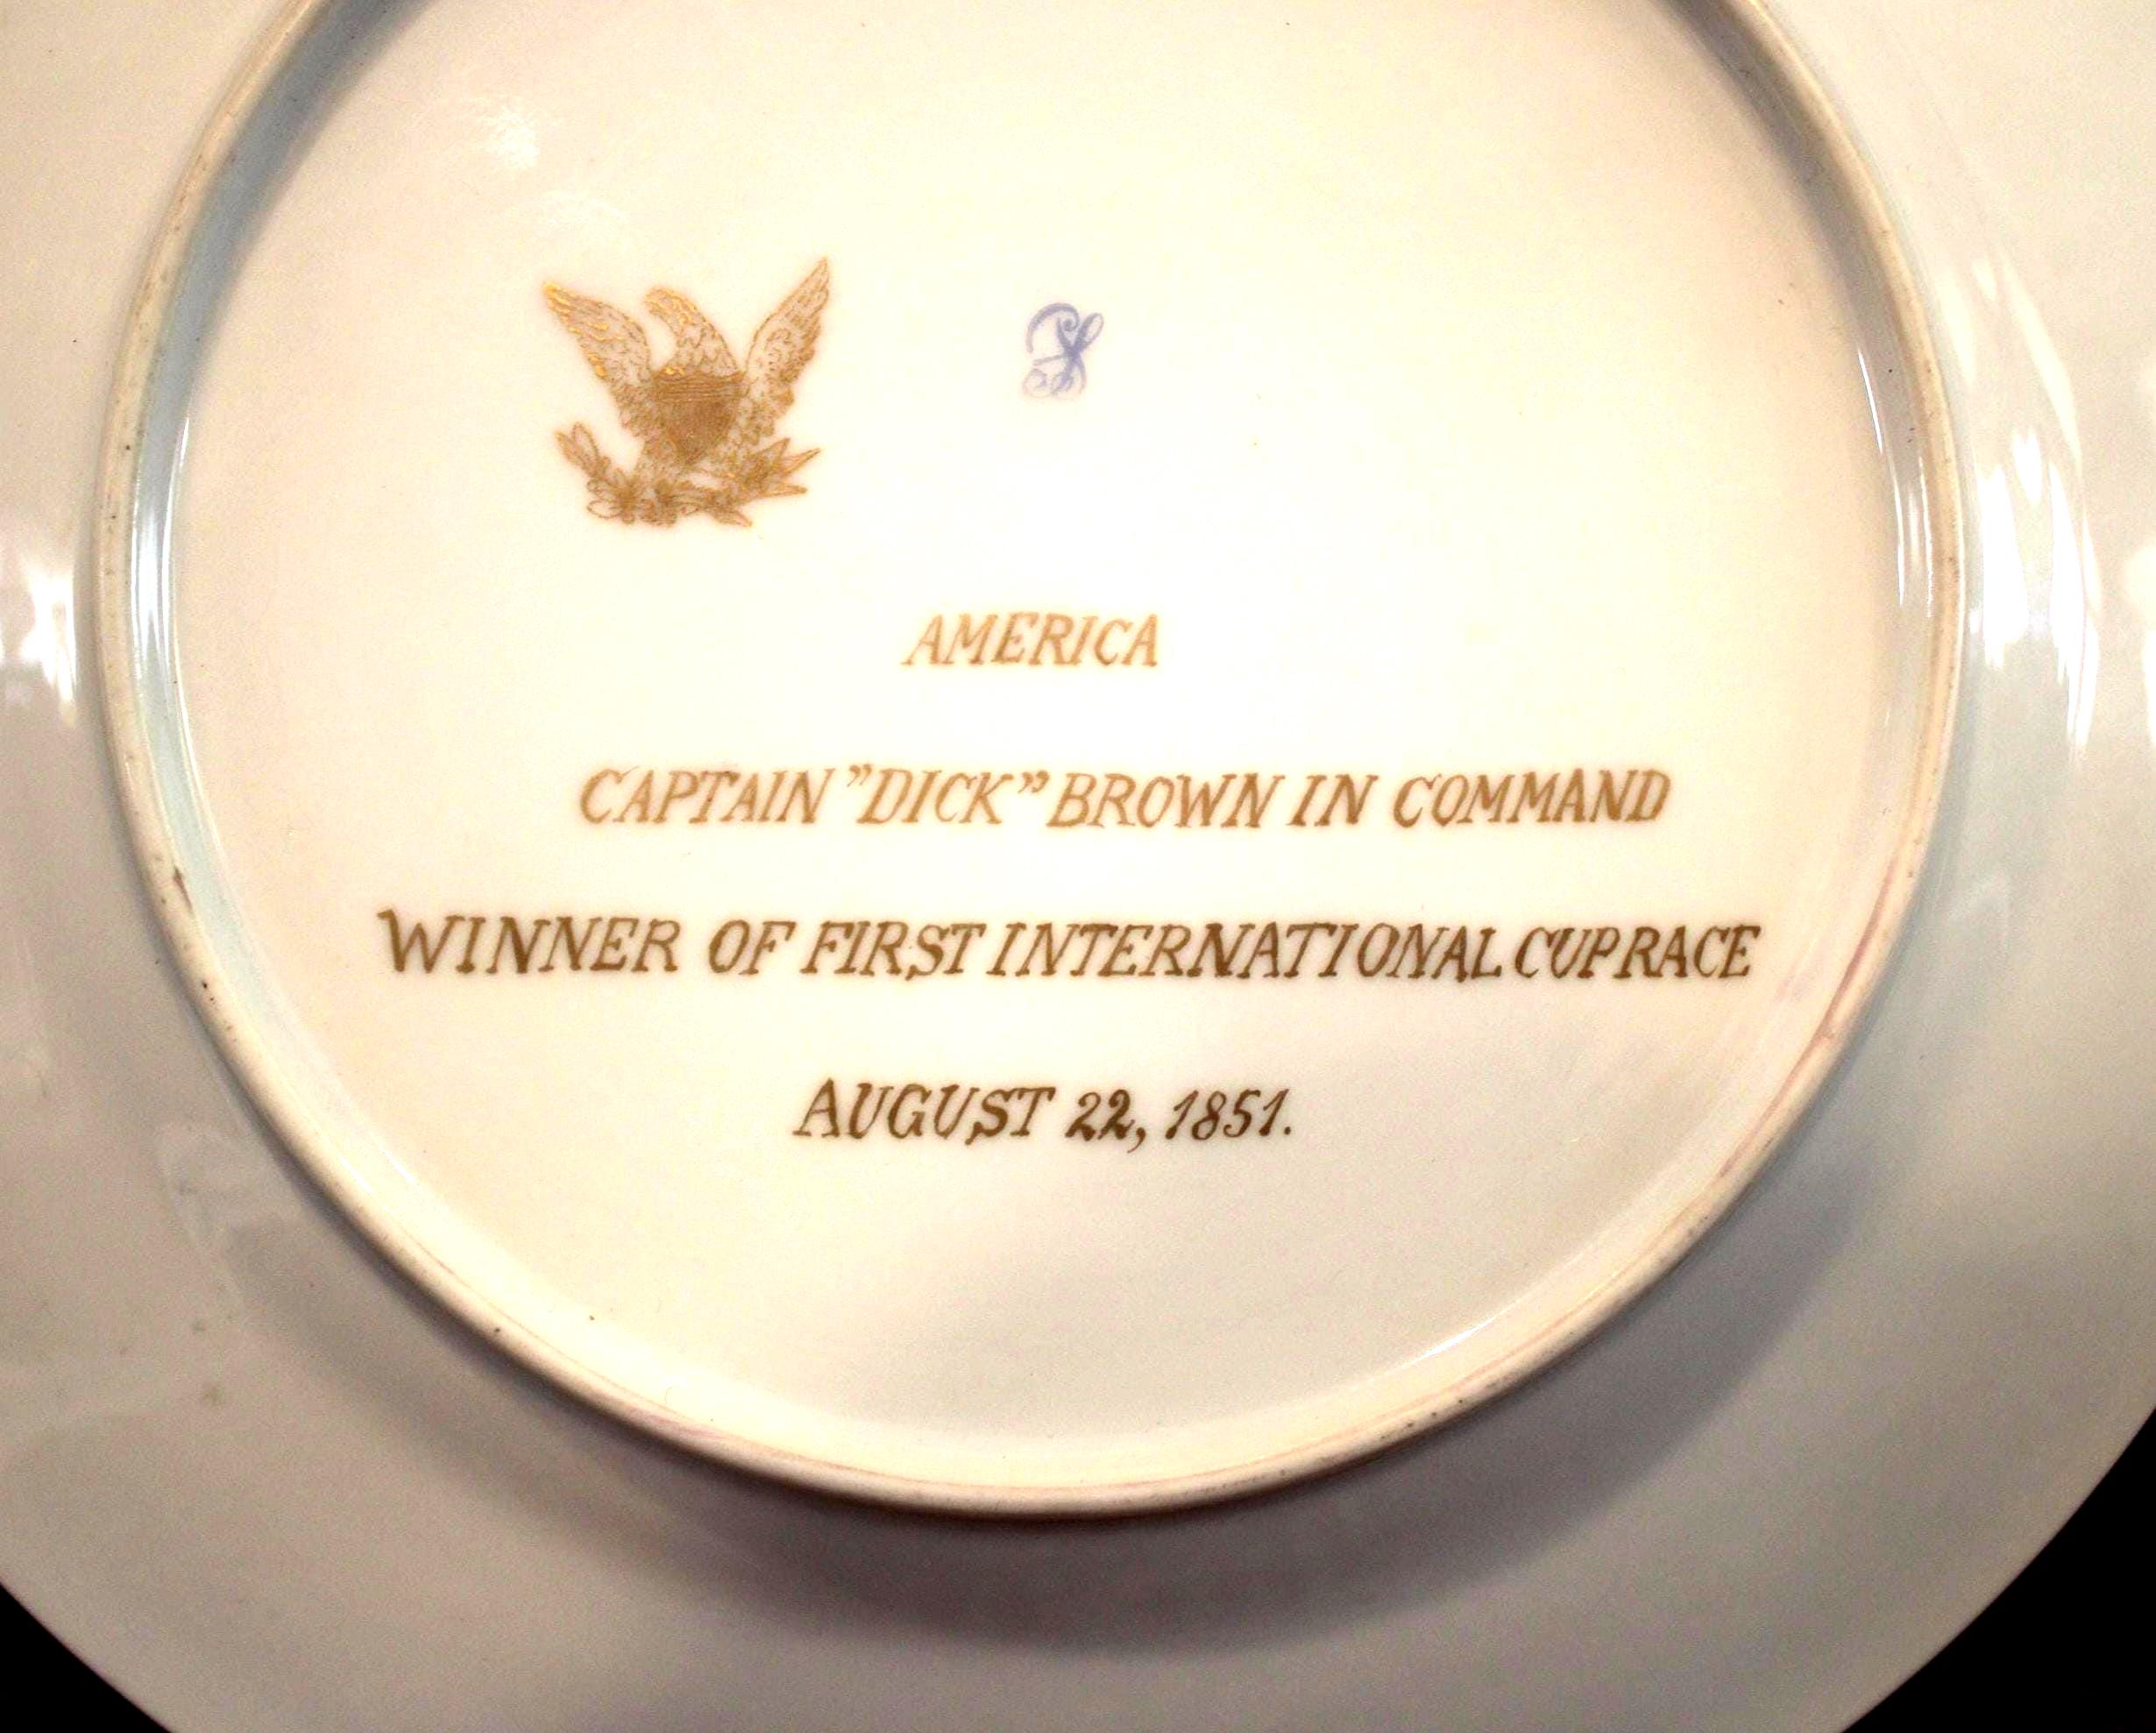 AMERICA
CAPTAIN "DICK" BROWN IN COMMAND
WINNER OF FIRST INTERNATIONAL CUP RACE
AUGUST 22, 1851.